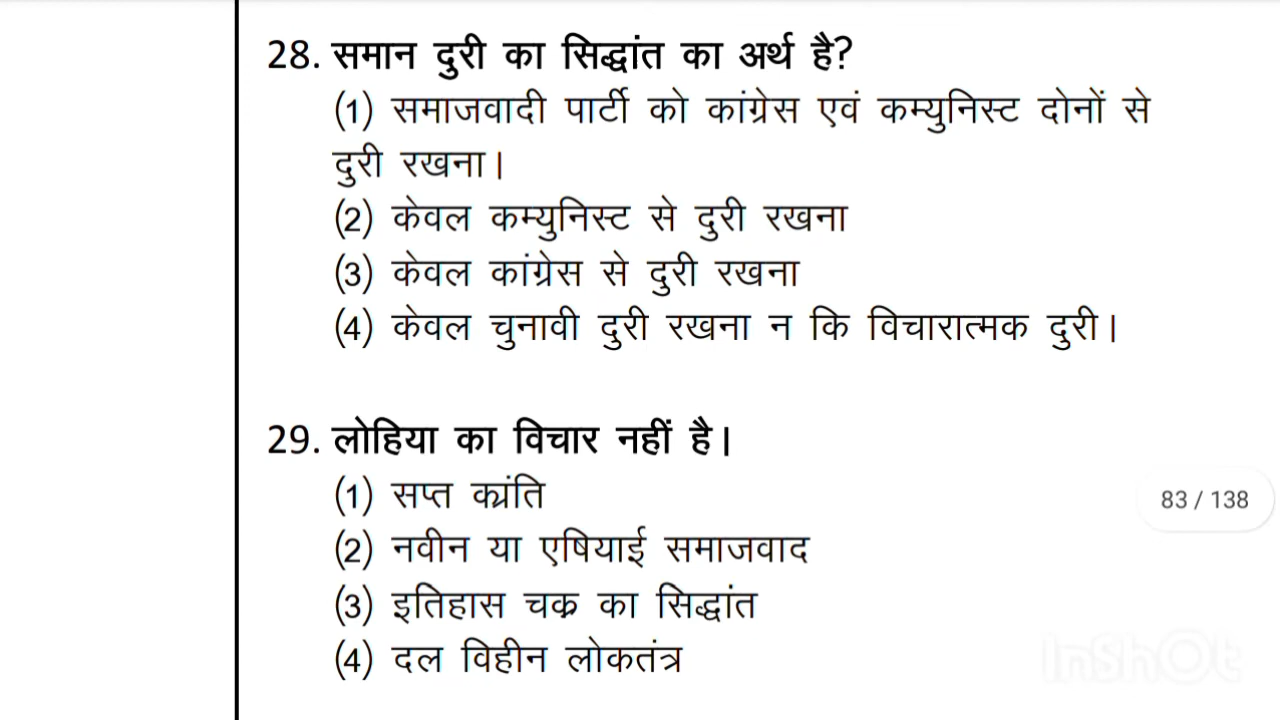 28. समान दुरी का सिद्धांत का अर्थ है?
(1) समाजवादी पार्टी को कांग्रेस एवं कम्युनिस्ट दोनों से
दुरी रखना।
(2) केवल कम्युनिस्ट से दुरी रखना
(3) केवल कांग्रेस से दुरी रखना
(4) केवल चुनावी दुरी रखना न कि विचारात्मक दुरी।
29. लोहिया का विचार नहीं है।
(1) सप्त क्रांति
(2) नवीन या एषियाई समाजवाद
(3) इतिहास चक्र का सिद्धांत
(4) दल विहीन लोकतंत्र
83 / 138
InShOt